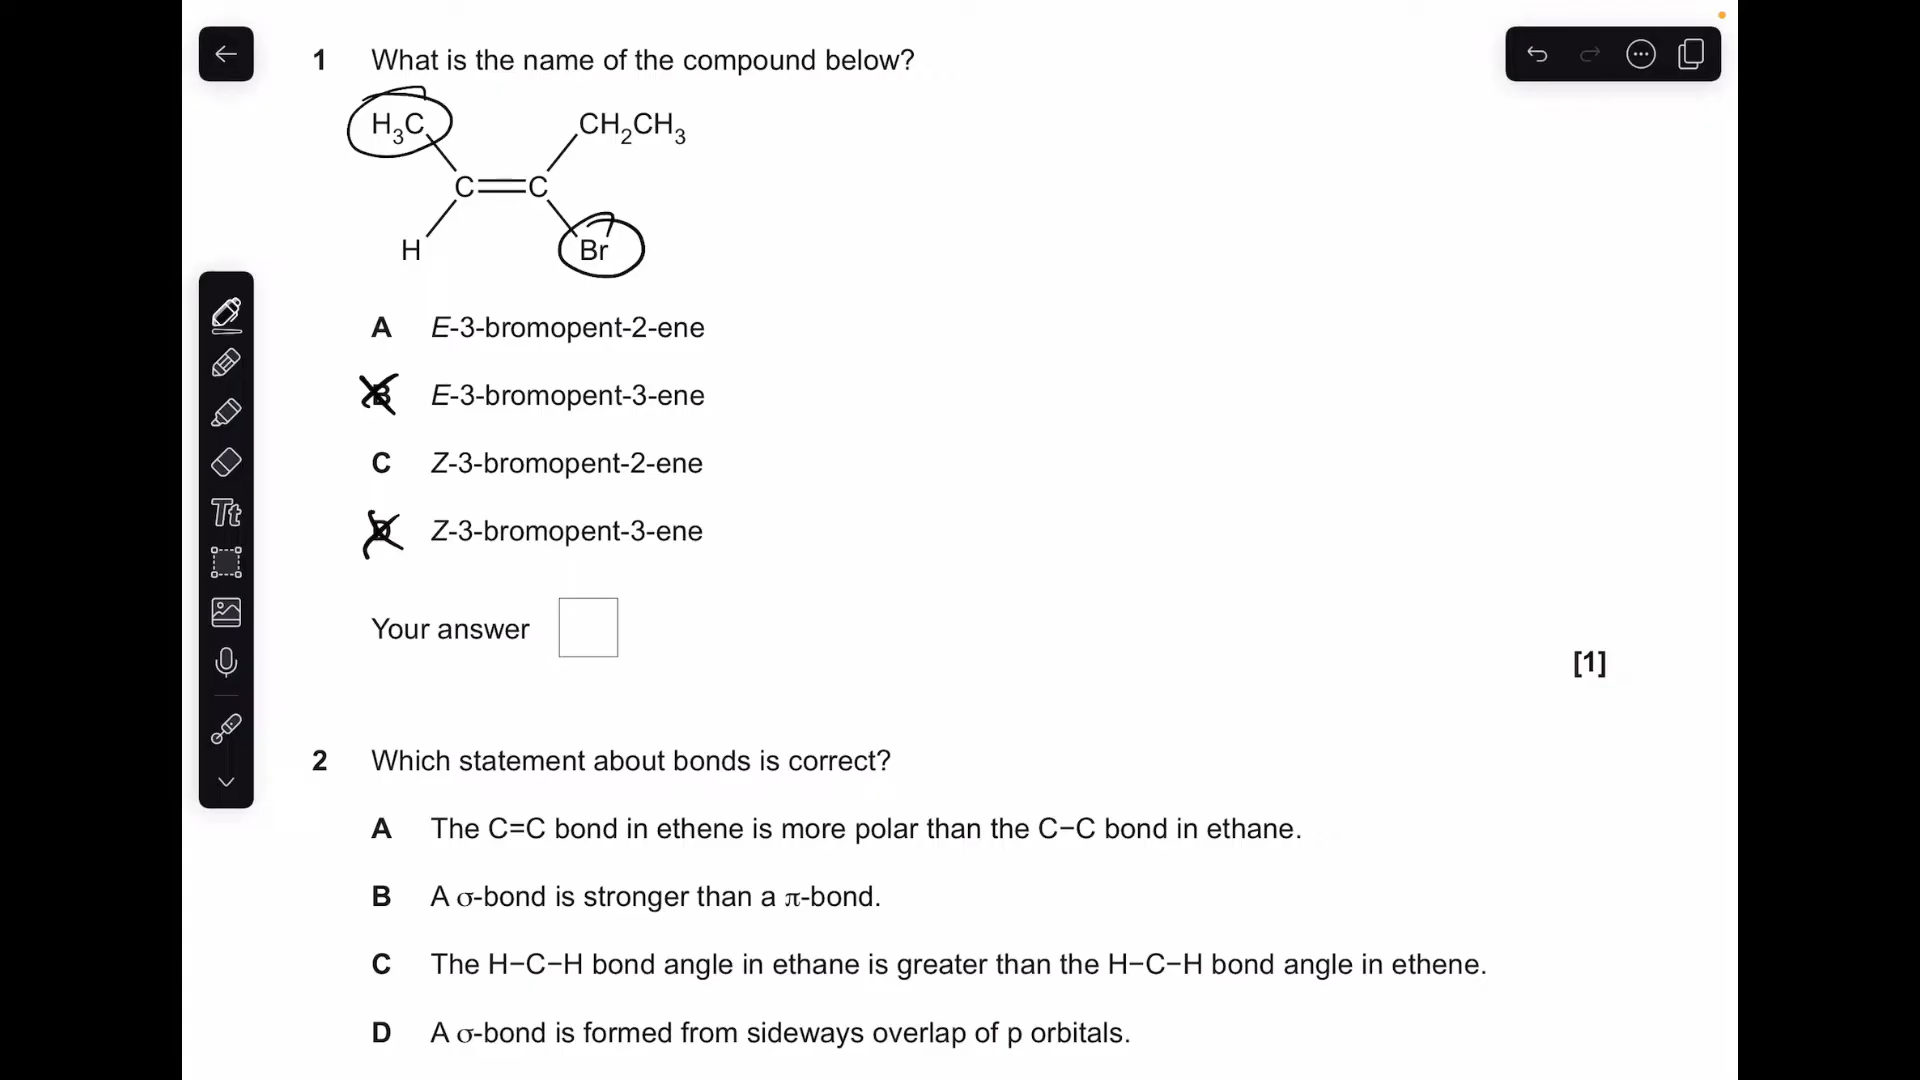 1 What is the name of the compound below?
H3C CH2CH3
C C
H Br
A E-3-bromopent-2-ene
B E-3-bromopent-3-ene
C Z-3-bromopent-2-ene
D Z-3-bromopent-3-ene
Your answer
[1]
2 Which statement about bonds is correct?
A The C=C bond in ethene is more polar than the C−C bond in ethane.
B A σ-bond is stronger than a π-bond.
C The H−C−H bond angle in ethane is greater than the H−C−H bond angle in ethene.
D A σ-bond is formed from sideways overlap of p orbitals.
Tt